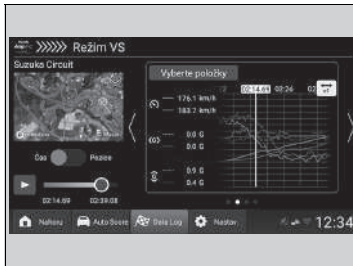 Režim VS
Suzuka Circuit
Vyberte položky
02:14.69 02:26
176.1 km/h
183.7 km/h
0.0 G
0.0 G
0.9 G
0.4 G
Čas Pozice
02:14.69 02:39.08
Nahoru Auto Score Data Log Nastav. 12:34